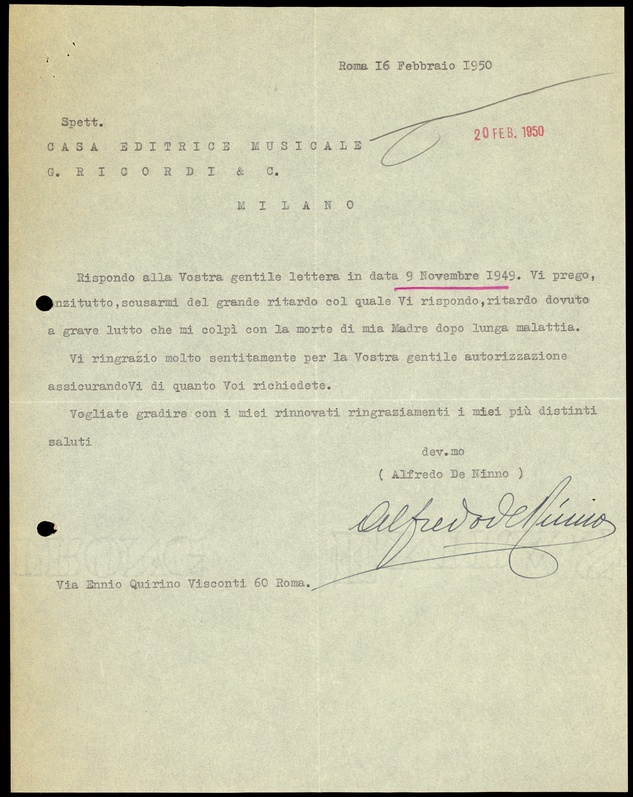 Roma 16 Febbraio 1950
Spett.
CASA EDITRICE MUSICALE
20 FEB. 1950
G. RICORDI & C.
MILANO
Rispondo alla Vostra gentile lettera in data 9 Novembre 1949. Vi prego,
nzitutto,scusarmi del grande ritardo col quale Vi rispondo,ritardo dovuto
a grave lutto che mi colpì con la morte di mia Madre dopo lunga malattia.
Vi ringrazio molto sentitamente per la Vostra gentile autorizzazione
assicurandoVi di quanto Voi richiedete.
Vogliate gradire con i miei rinnovati ringraziamenti i miei più distinti
saluti
dev.mo
( Alfredo De Ninno )
Alfredo de Ninno
Via Ennio Quirino Visconti 60 Roma.